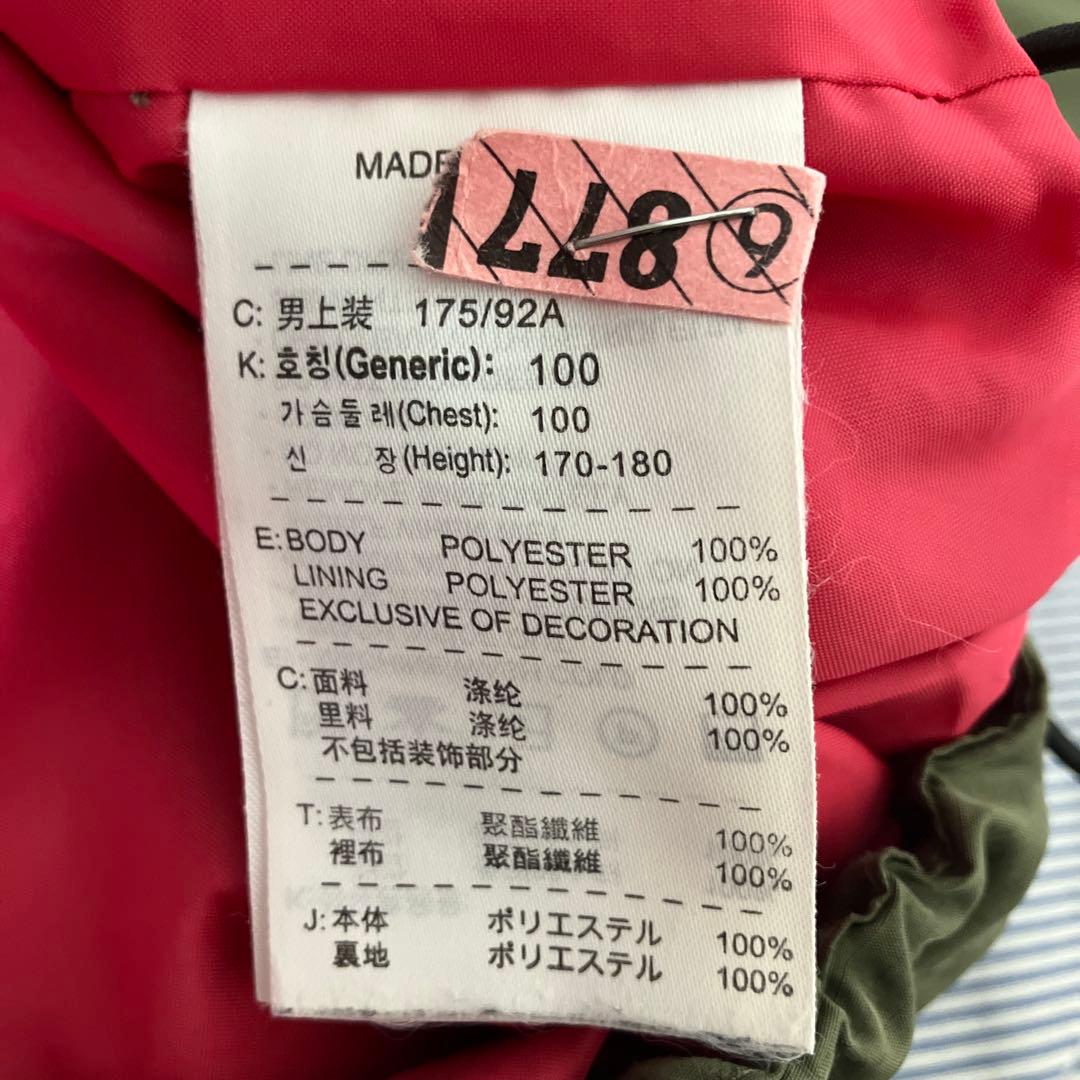 MADE
1778 6
C: 男上装 175/92A
K: 호칭(Generic): 100
가슴둘레(Chest): 100
신 장(Height): 170-180
E: BODY POLYESTER 100%
LINING POLYESTER 100%
EXCLUSIVE OF DECORATION
C: 面料 涤纶 100%
里料 涤纶 100%
不包括装饰部分
T: 表布 聚酯纖維 100%
裡布 聚酯纖維 100%
J: 本体 ポリエステル 100%
裏地 ポリエステル 100%